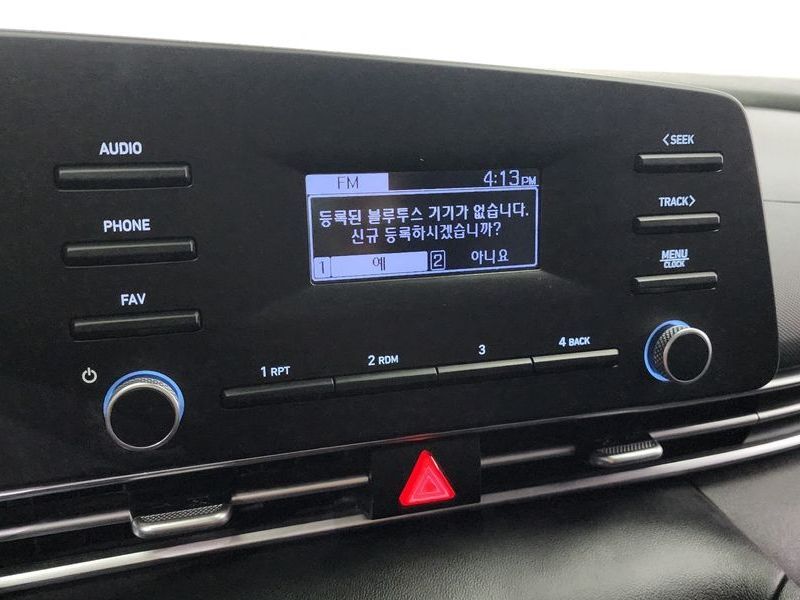 AUDIO
PHONE
FAV
FM 4:13PM
등록된 블루투스 기기가 없습니다.
신규 등록하시겠습니까?
1 예 2 아니요
<SEEK
TRACK>
MENU
CLOCK
1 RPT 2 RDM 3 4 BACK